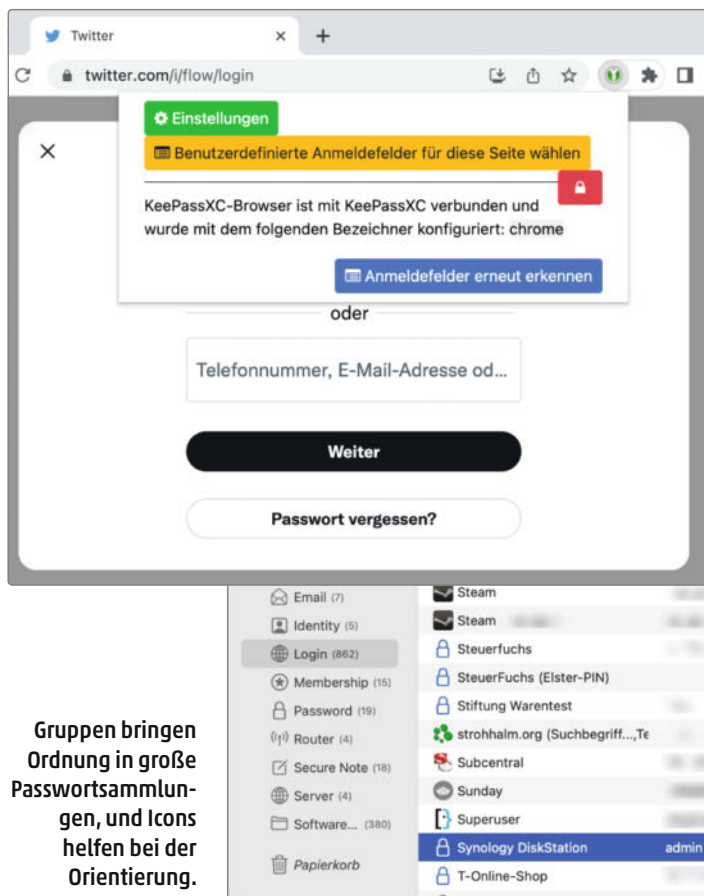 Twitter
twitter.com/i/flow/login
Einstellungen
Benutzerdefinierte Anmeldefelder für diese Seite wählen
KeePassXC-Browser ist mit KeePassXC verbunden und
wurde mit dem folgenden Bezeichner konfiguriert: chrome
Anmeldefelder erneut erkennen
oder
Telefonnummer, E-Mail-Adresse od...
Weiter
Passwort vergessen?
Email (7)
Identity (5)
Login (862)
Membership (15)
Password (19)
Router (4)
Secure Note (18)
Server (4)
Software... (380)
Papierkorb
Steam
Steam
Steuerfuchs
SteuerFuchs (Elster-PIN)
Stiftung Warentest
strohhalm.org (Suchbegriff...,Te
Subcentral
Sunday
Superuser
Synology DiskStation admin
T-Online-Shop
Gruppen bringen
Ordnung in große
Passwortsammlun-
gen, und Icons
helfen bei der
Orientierung.